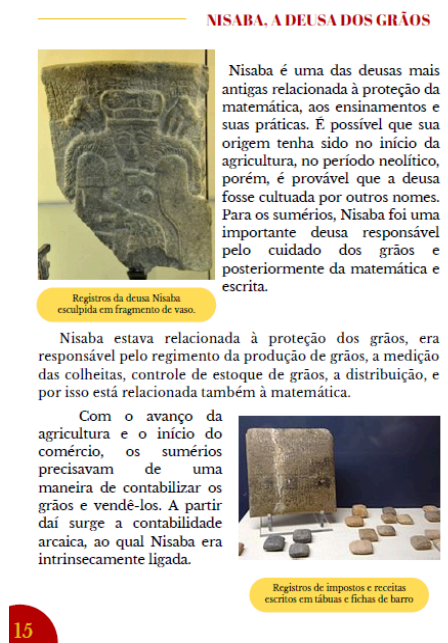 NISABA, A DEUSA DOS GRÃOS
Nisaba é uma das deusas mais
antigas relacionada à proteção da
matemática, aos ensinamentos e
suas práticas. É possível que sua
origem tenha sido no início da
agricultura, no período neolítico,
porém, é provável que a deusa
fosse cultuada por outros nomes.
Para os sumérios, Nisaba foi uma
importante deusa responsável
pelo cuidado dos grãos e
posteriormente da matemática e
escrita.
Registros da deusa Nisaba
esculpida em fragmento de vaso.
Nisaba estava relacionada à proteção dos grãos, era
responsável pelo regimento da produção de grãos, a medição
das colheitas, controle de estoque de grãos, a distribuição, e
por isso está relacionada também à matemática.
Com o avanço da
agricultura e o início do
comércio, os sumérios
precisavam de uma
maneira de contabilizar os
grãos e vendê-los. A partir
daí surge a contabilidade
arcaica, ao qual Nisaba era
intrinsecamente ligada.
Registros de impostos e receitas
escritos em tábuas e fichas de barro
15